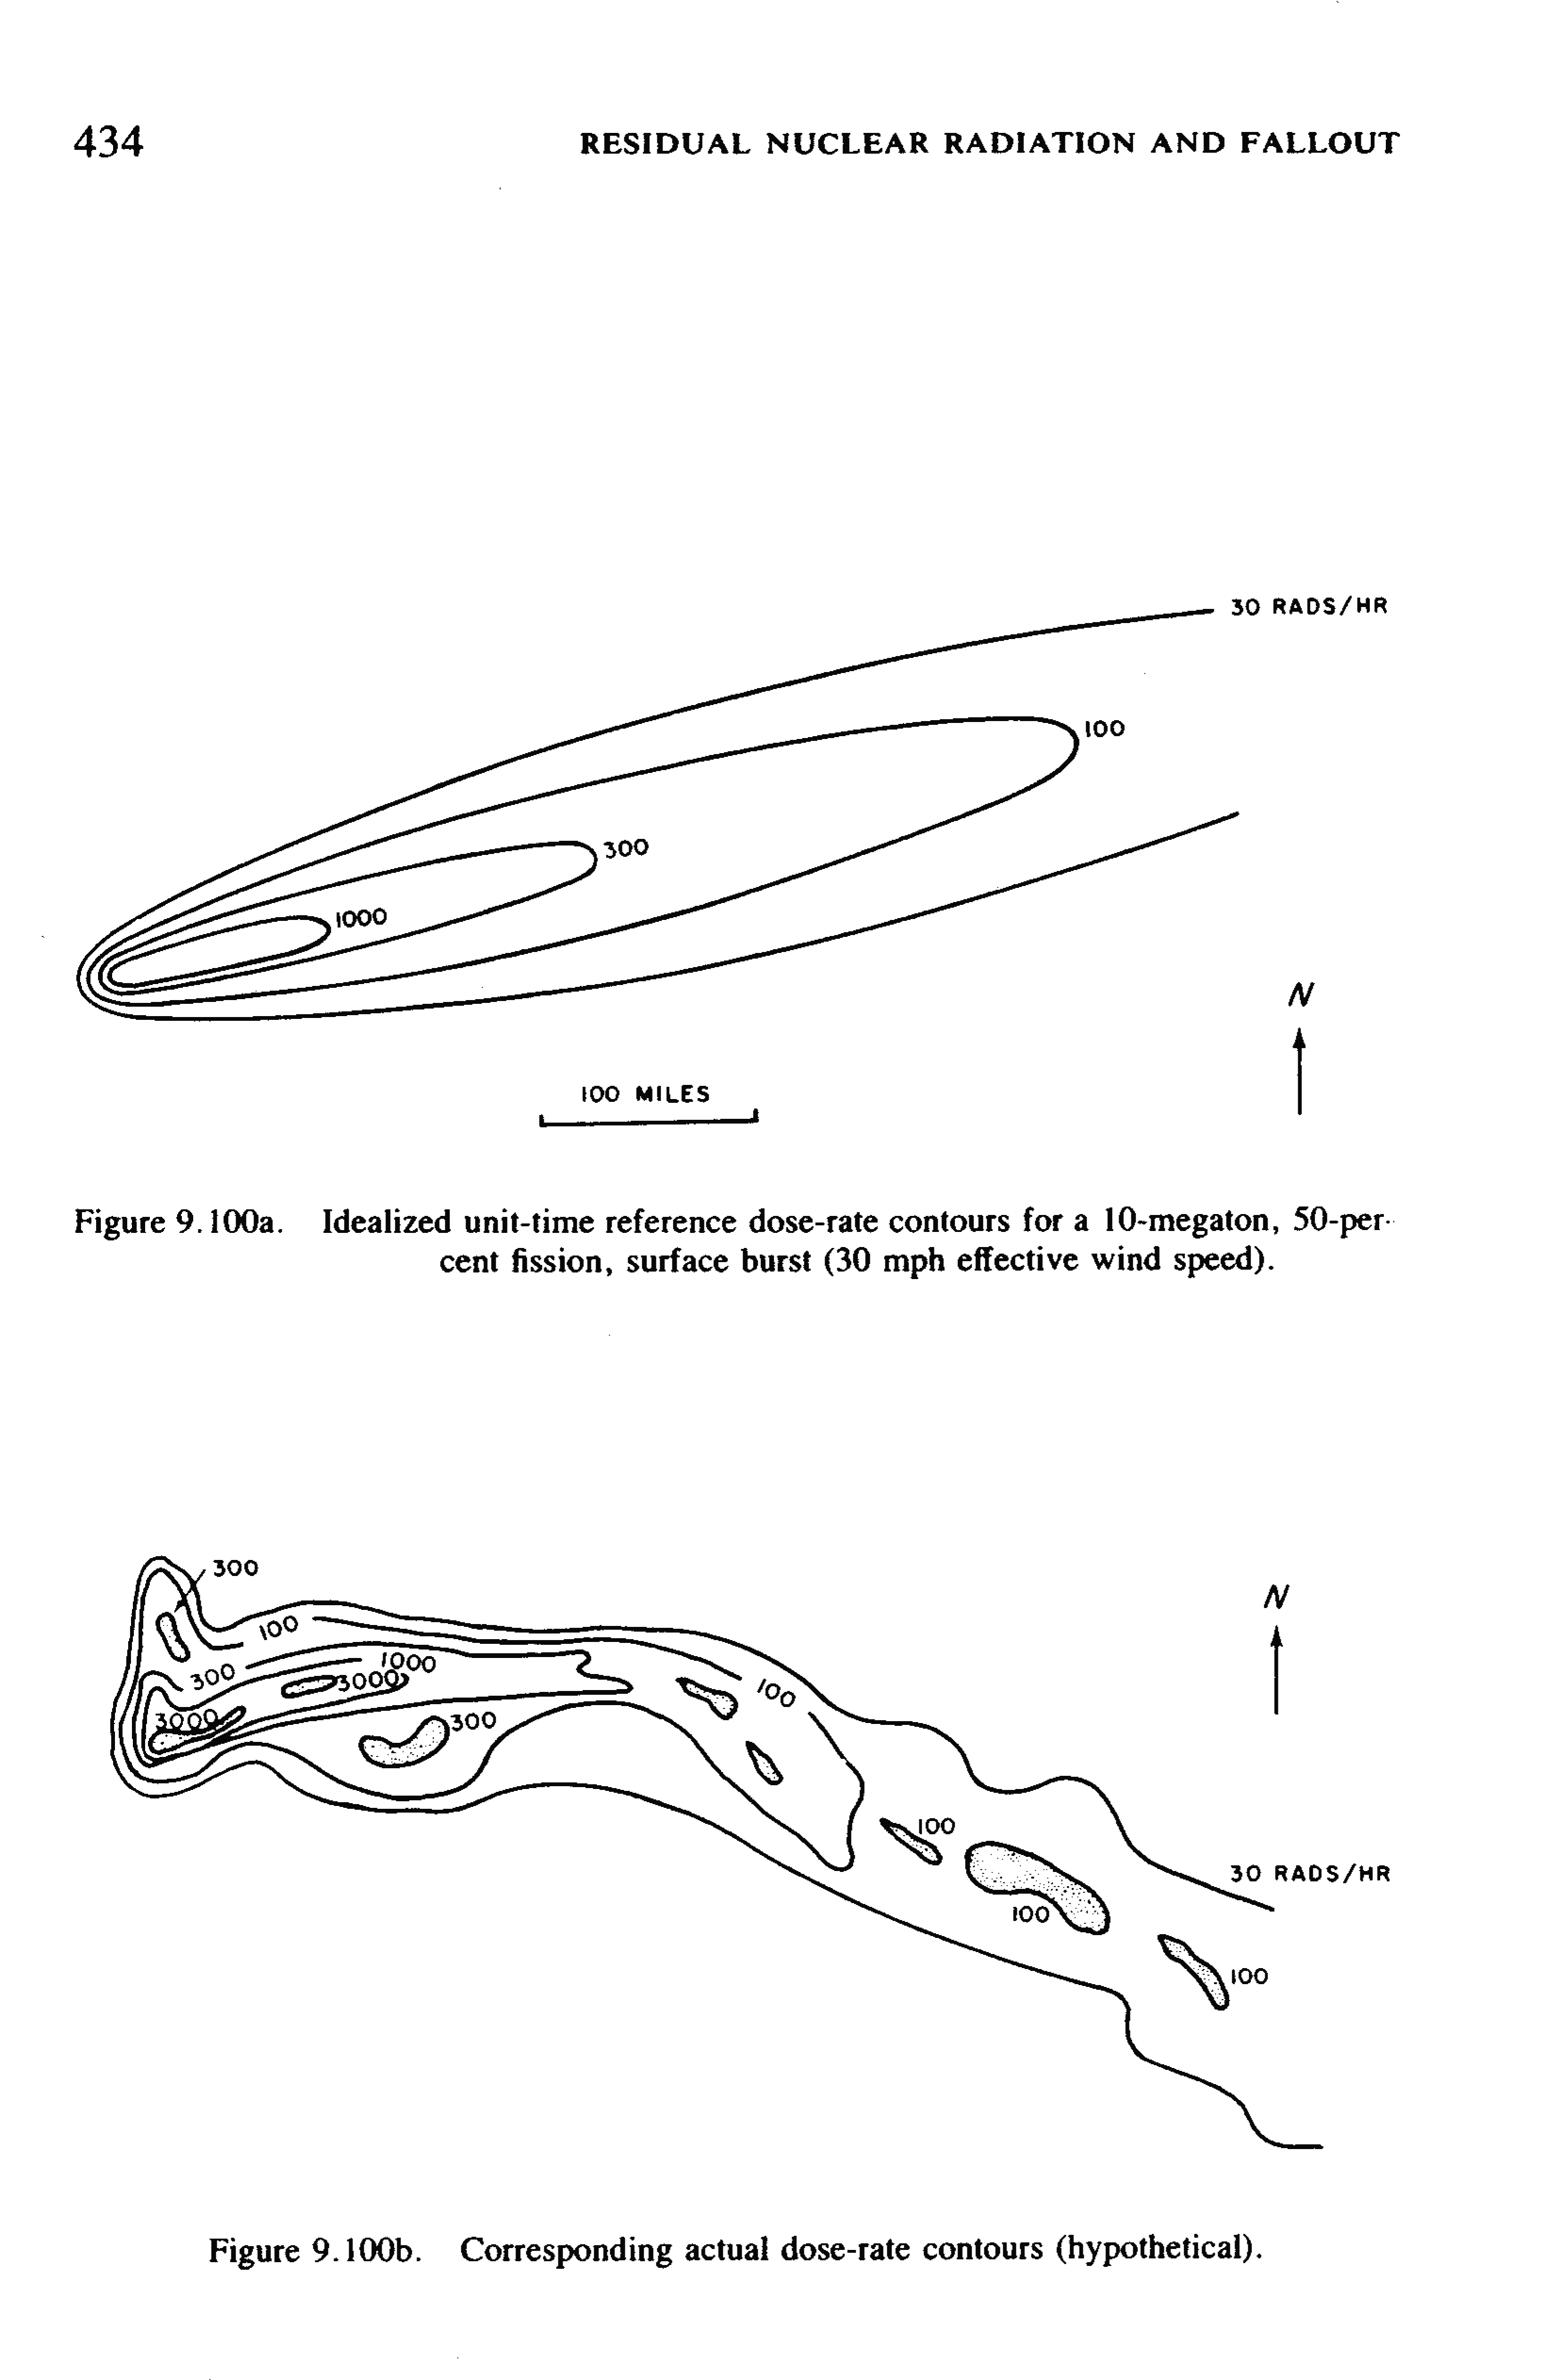 434
RESIDUAL NUCLEAR RADIATION AND FALLOUT
30 RADS/HR
100
300
1000
N
100 MILES
Figure 9.100a. Idealized unit-time reference dose-rate contours for a 10-megaton, 50-per-
cent fission, surface burst (30 mph effective wind speed).
300
N
100
1000
300
3000
100
3000
300
100
30 RADS/HR
100
100
Figure 9.100b. Corresponding actual dose-rate contours (hypothetical).